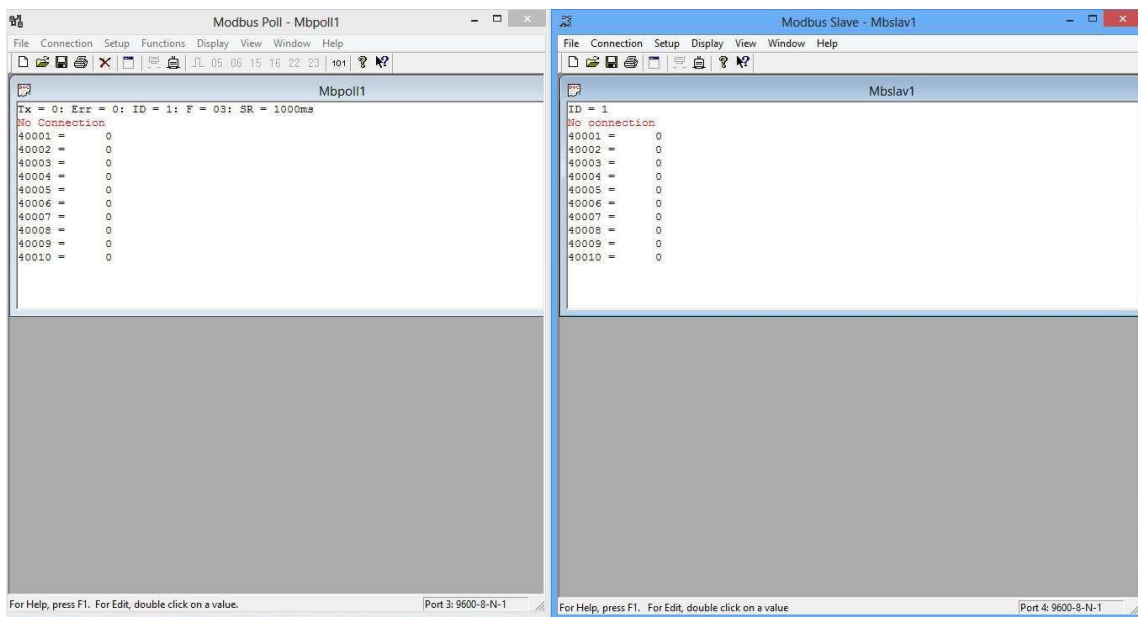 Modbus Poll - Mbpoll1
File Connection Setup Functions Display View Window Help
05 06 15 16 22 23 101
Mbpoll1
Tx = 0: Err = 0: ID = 1: F = 03: SR = 1000ms
No Connection
40001 = 0
40002 = 0
40003 = 0
40004 = 0
40005 = 0
40006 = 0
40007 = 0
40008 = 0
40009 = 0
40010 = 0
For Help, press F1. For Edit, double click on a value.
Port 3: 9600-8-N-1
Modbus Slave - Mbslav1
File Connection Setup Display View Window Help
Mbslav1
ID = 1
No connection
40001 = 0
40002 = 0
40003 = 0
40004 = 0
40005 = 0
40006 = 0
40007 = 0
40008 = 0
40009 = 0
40010 = 0
For Help, press F1. For Edit, double click on a value
Port 4: 9600-8-N-1